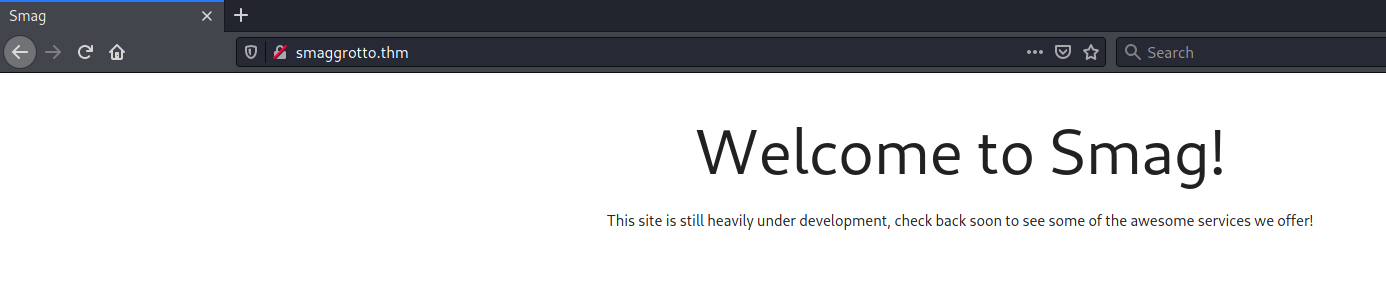 Smag
smaggrotto.thm
Search
Welcome to Smag!
This site is still heavily under development, check back soon to see some of the awesome services we offer!